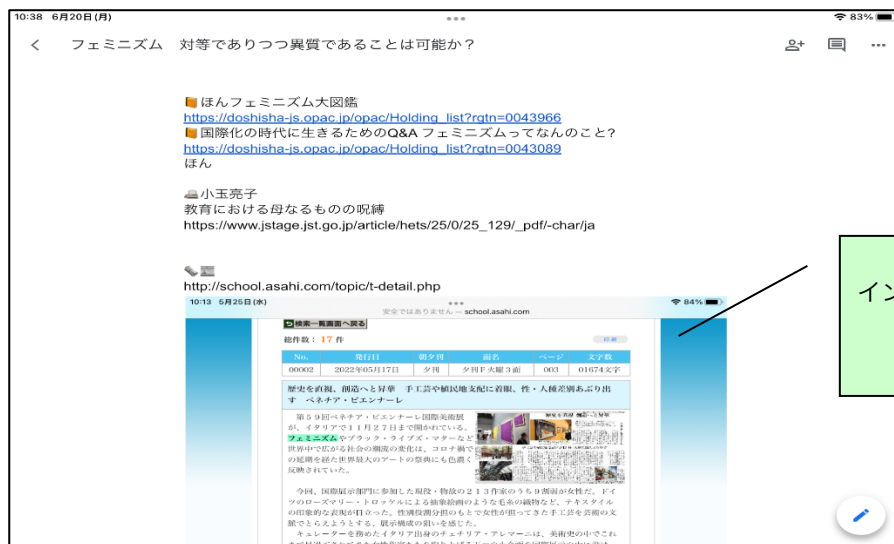 10:38 6月20日(月)
83%
フェミニズム 対等でありつつ異質であることは可能か?
ほんフェミニズム大図鑑
https://doshisha-js.opac.jp/opac/Holding_list?rgtn=0043966
国際化の時代に生きるためのQ&A フェミニズムってなんのこと?
https://doshisha-js.opac.jp/opac/Holding_list?rgtn=0043089
ほん
小玉亮子
教育における母なるものの呪縛
https://www.jstage.jst.go.jp/article/hets/25/0/25_129/_pdf/-char/ja
http://school.asahi.com/topic/t-detail.php
イン
10:13 5月25日(水)
84%
安全ではありません — school.asahi.com
検索一覧画面へ戻る
総件数:17 件
印刷
No. 発行日 朝夕刊 面名 ページ 文字数
00002 2022年05月17日 夕刊 夕刊F火曜3面 003 01674文字
歴史を直視、創造へと昇華 手工芸や植民地支配に着眼、性・人種差別あぶり出
す ベネチア・ビエンナーレ
第59回ベネチア・ビエンナーレ国際美術展
が、イタリアで11月27日まで開かれている。
フェミニズムやブラック・ライブズ・マターなど
世界中で広がる社会の潮流の変化は、コロナ禍で
の延期を経た世界最大のアートの祭典にも色濃く
反映されていた。
今回、国際展示部門に参加した現役・物故の213作家のうち9割弱が女性だ。ドイ
ツのローズマリー・トロッケルによる抽象絵画のような毛糸の織物など、テキスタイル
の印象的な表現が目立った。性別役割分担のもとで女性が担ってきた手工芸を芸術の文
脈でとらえようとする、展示構成の狙いを感じた。
キュレーターを務めたイタリア出身のチェチリア・アレマーニは、美術史の中でこれ